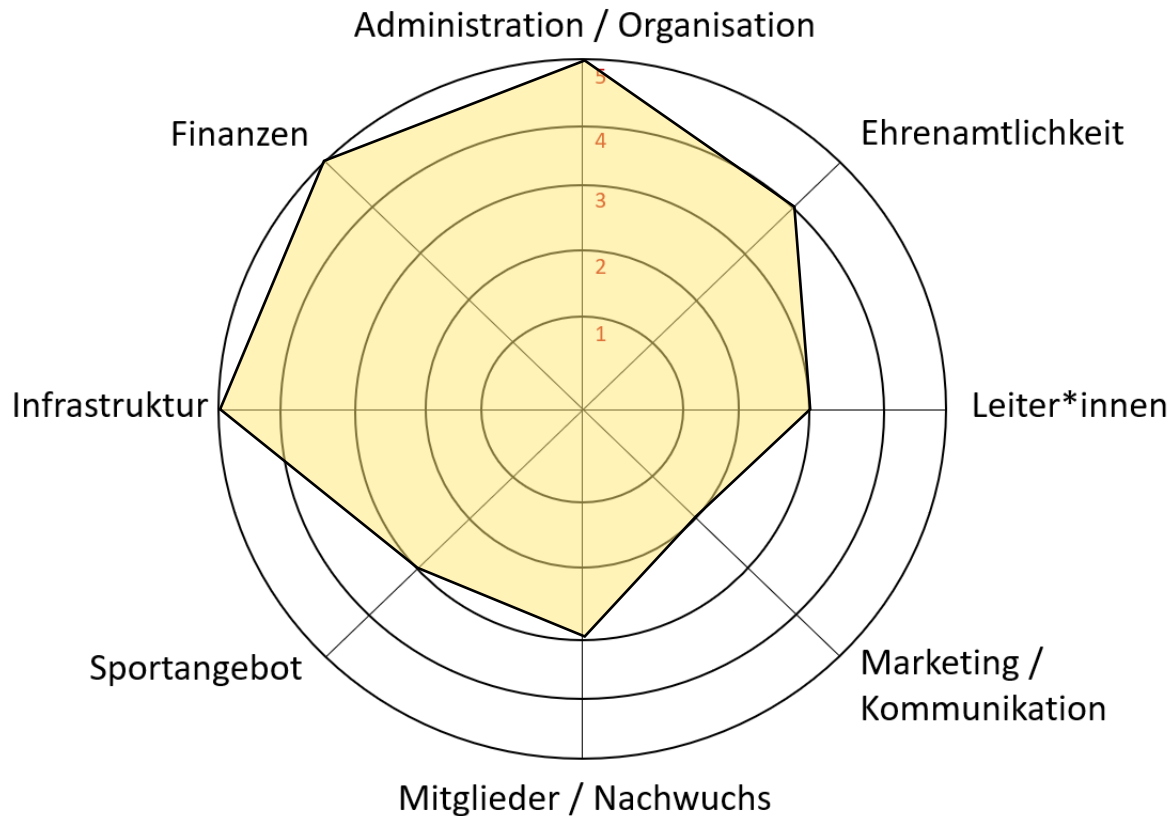 Administration / Organisation
5
Finanzen
Ehrenamtlichkeit
4
3
2
1
Infrastruktur
Leiter*innen
Sportangebot
Marketing /
Kommunikation
Mitglieder / Nachwuchs